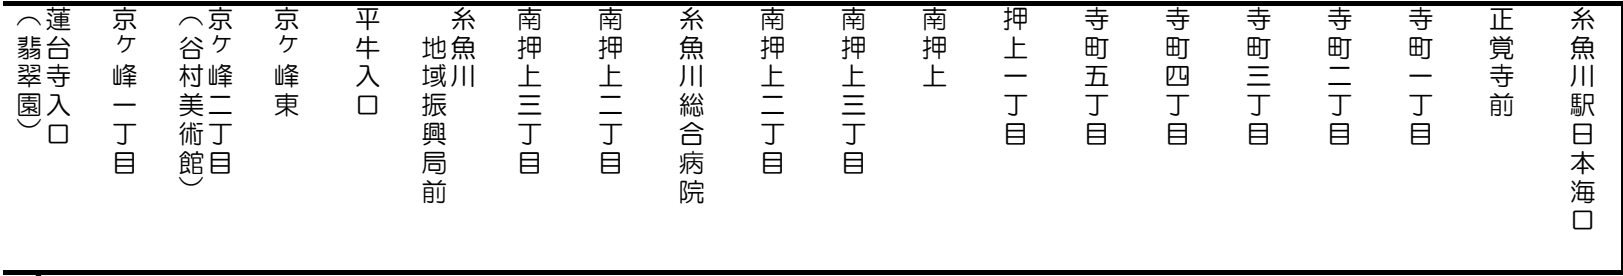 糸魚川駅日本海口
正覚寺前
寺町一丁目
寺町二丁目
寺町三丁目
寺町四丁目
寺町五丁目
押上一丁目
南押上
南押上三丁目
南押上二丁目
糸魚川総合病院
南押上二丁目
南押上三丁目
糸魚川
地域振興局前
平牛入口
京ケ峰東
京ケ峰二丁目
（谷村美術館）
京ケ峰一丁目
蓮台寺入口
（翡翠園）